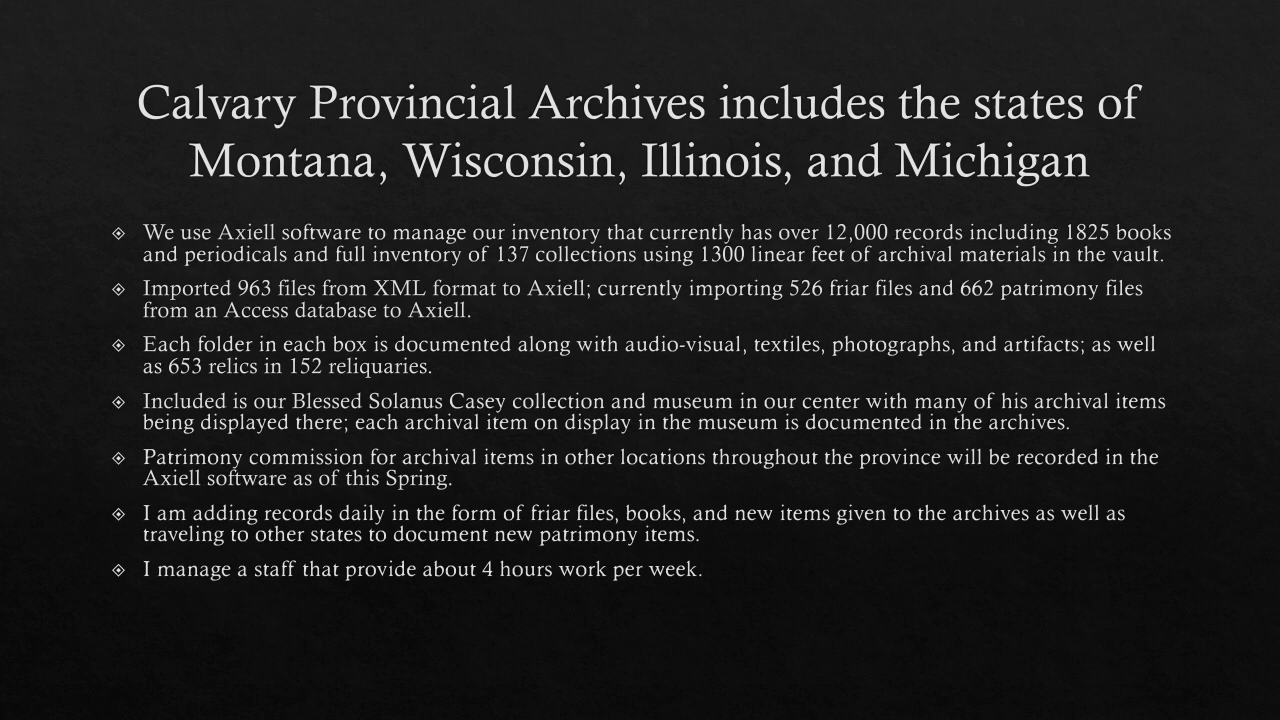 Calvary Provincial Archives includes the states of
Montana, Wisconsin, Illinois, and Michigan
We use Axiell software to manage our inventory that currently has over 12,000 records including 1825 books
and periodicals and full inventory of 137 collections using 1300 linear feet of archival materials in the vault.
Imported 963 files from XML format to Axiell; currently importing 526 friar files and 662 patrimony files
from an Access database to Axiell.
Each folder in each box is documented along with audio-visual, textiles, photographs, and artifacts; as well
as 653 relics in 152 reliquaries.
Included is our Blessed Solanus Casey collection and museum in our center with many of his archival items
being displayed there; each archival item on display in the museum is documented in the archives.
Patrimony commission for archival items in other locations throughout the province will be recorded in the
Axiell software as of this Spring.
I am adding records daily in the form of friar files, books, and new items given to the archives as well as
traveling to other states to document new patrimony items.
I manage a staff that provide about 4 hours work per week.